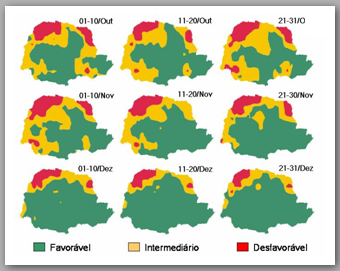 01-10/Out
11-20/Out
21-31/O
01-10/Nov
11-20/Nov
21-30/Nov
01-10/Dez
11-20/Dez
21-31/Dez
Favorável
Intermediário
Desfavorável